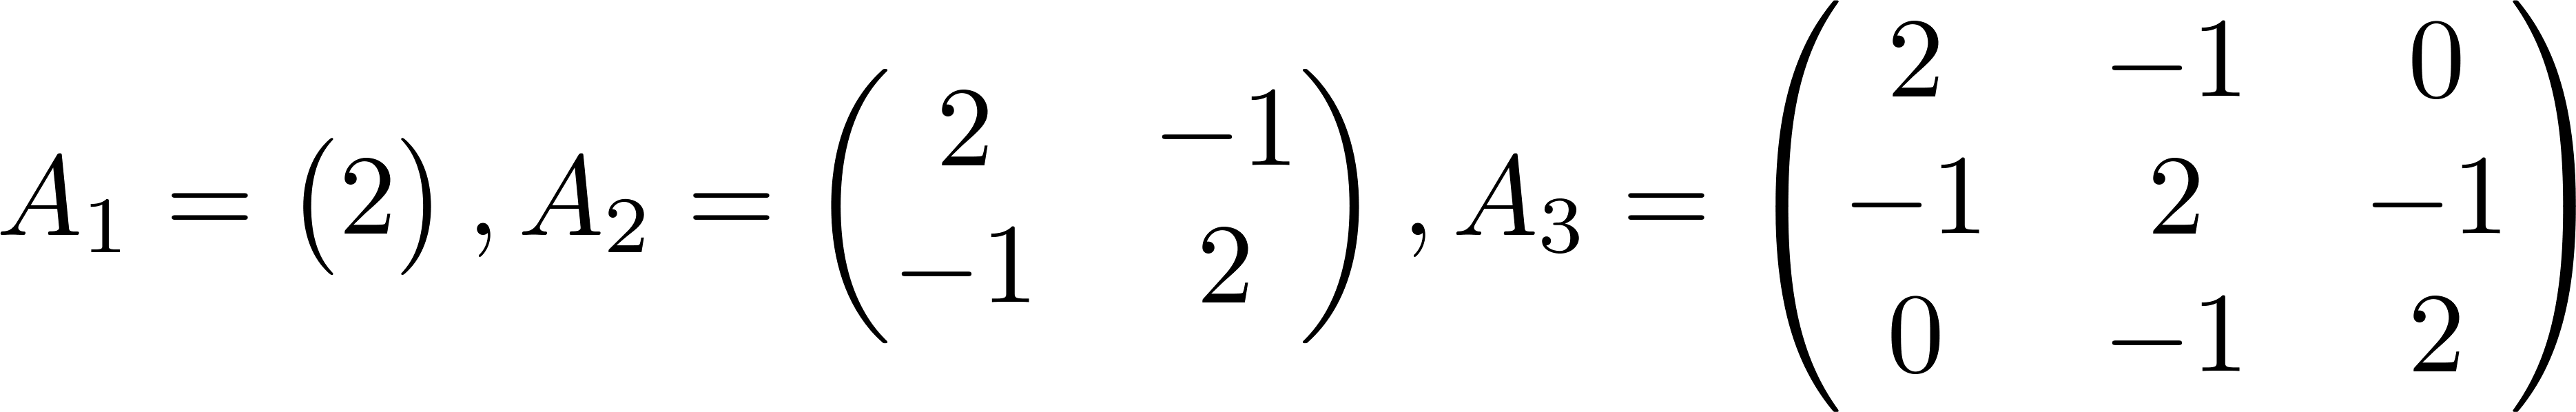 A_1 = (2), A_2 = \begin{pmatrix} 2 & -1 \\ -1 & 2 \end{pmatrix}, A_3 = \begin{pmatrix} 2 & -1 & 0 \\ -1 & 2 & -1 \\ 0 & -1 & 2 \end{pmatrix}